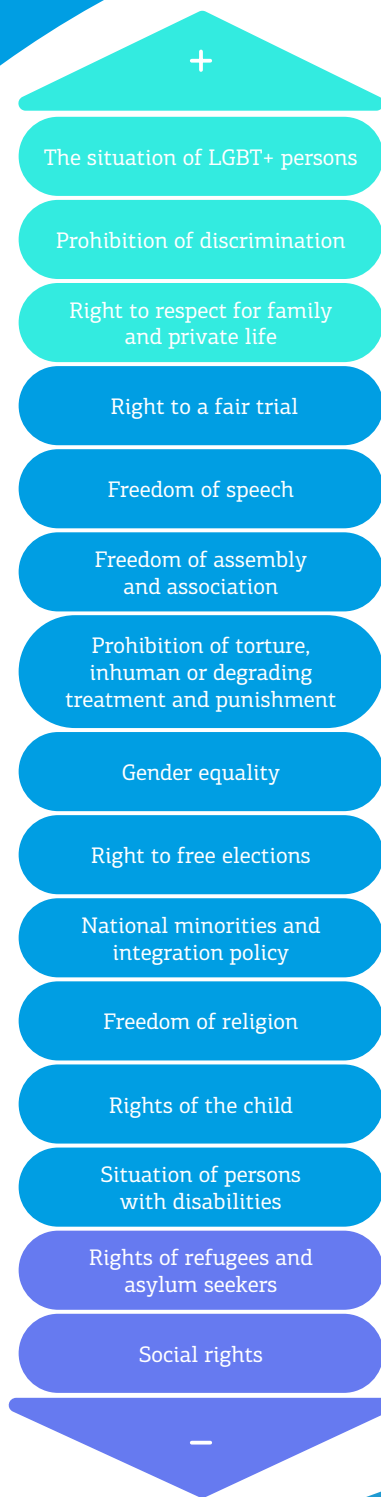 +
The situation of LGBT+ persons
Prohibition of discrimination
Right to respect for family
and private life
Right to a fair trial
Freedom of speech
Freedom of assembly
and association
Prohibition of torture,
inhuman or degrading
treatment and punishment
Gender equality
Right to free elections
National minorities and
integration policy
Freedom of religion
Rights of the child
Situation of persons
with disabilities
Rights of refugees and
asylum seekers
Social rights
–